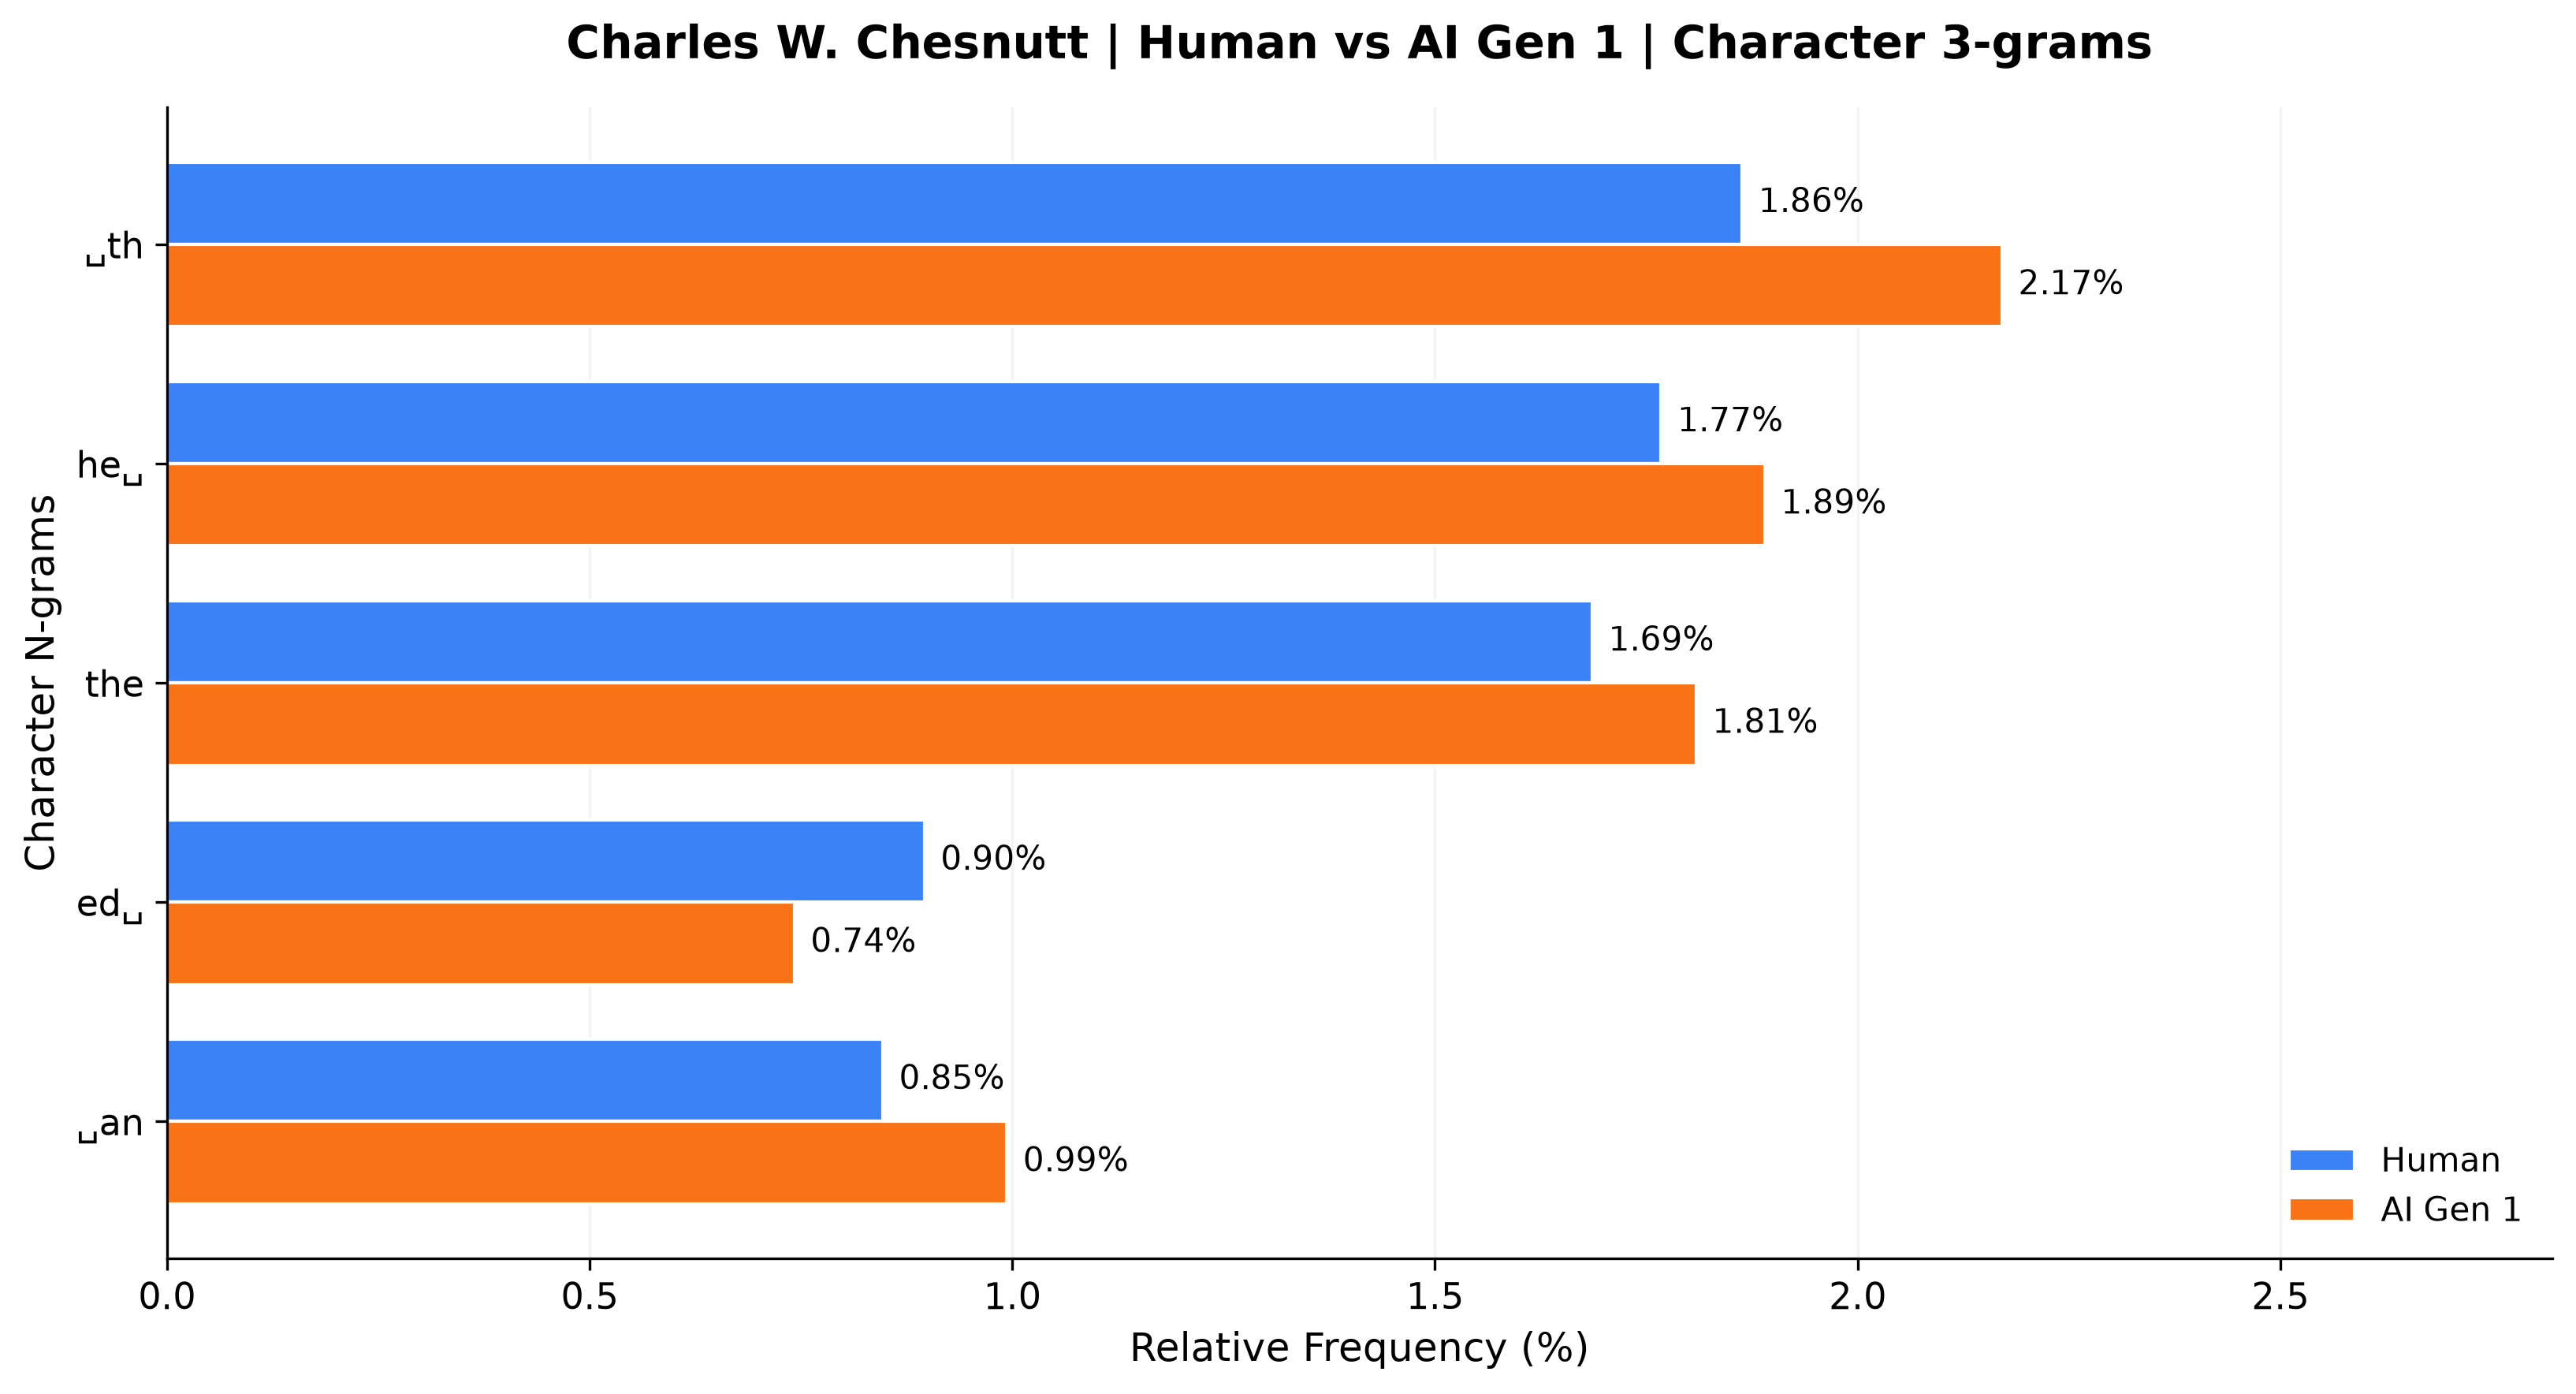 Charles W. Chesnutt | Human vs AI Gen 1 | Character 3-grams
Character N-grams
␣th
1.86%
2.17%
he␣
1.77%
1.89%
the
1.69%
1.81%
ed␣
0.90%
0.74%
␣an
0.85%
0.99%
Human
AI Gen 1
0.0 0.5 1.0 1.5 2.0 2.5
Relative Frequency (%)